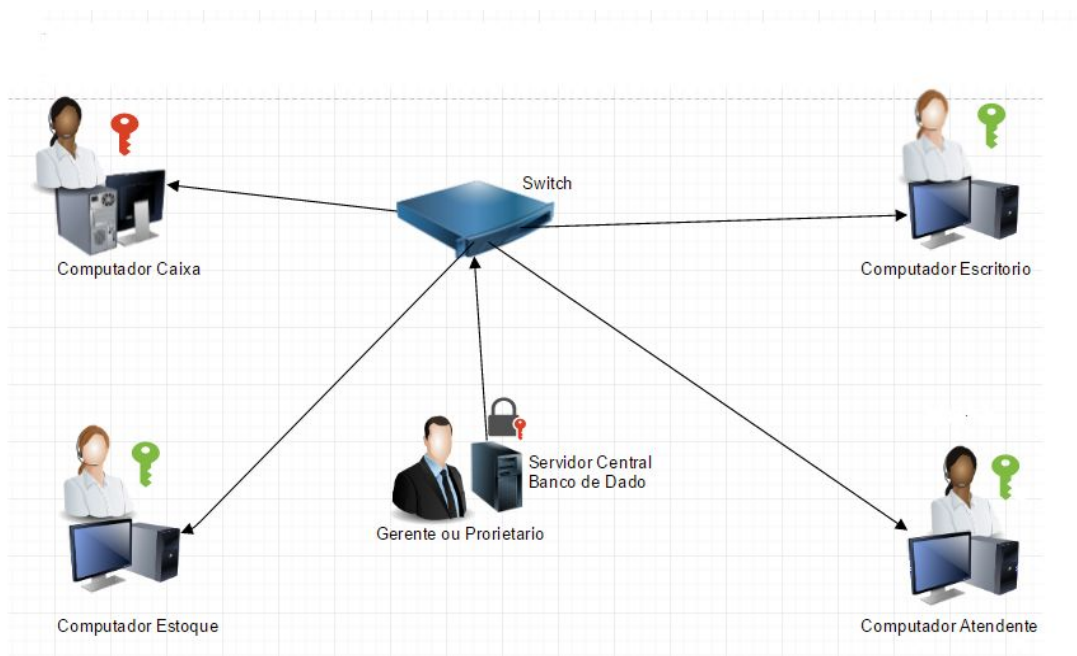 Switch
Computador Caixa
Computador Escritorio
Servidor Central
Banco de Dado
Gerente ou Prorietario
Computador Estoque
Computador Atendente